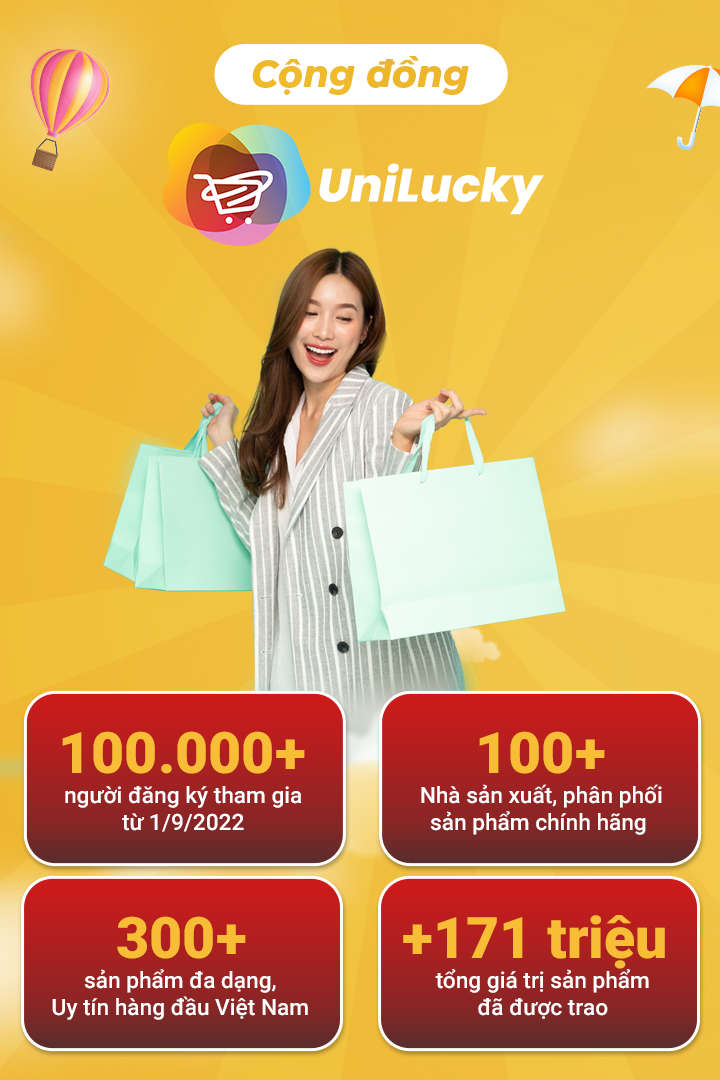 Cộng đồng
UniLucky
100.000+
người đăng ký tham gia
từ 1/9/2022
100+
Nhà sản xuất, phân phối
sản phẩm chính hãng
300+
sản phẩm đa dạng,
Uy tín hàng đầu Việt Nam
+171 triệu
tổng giá trị sản phẩm
đã được trao